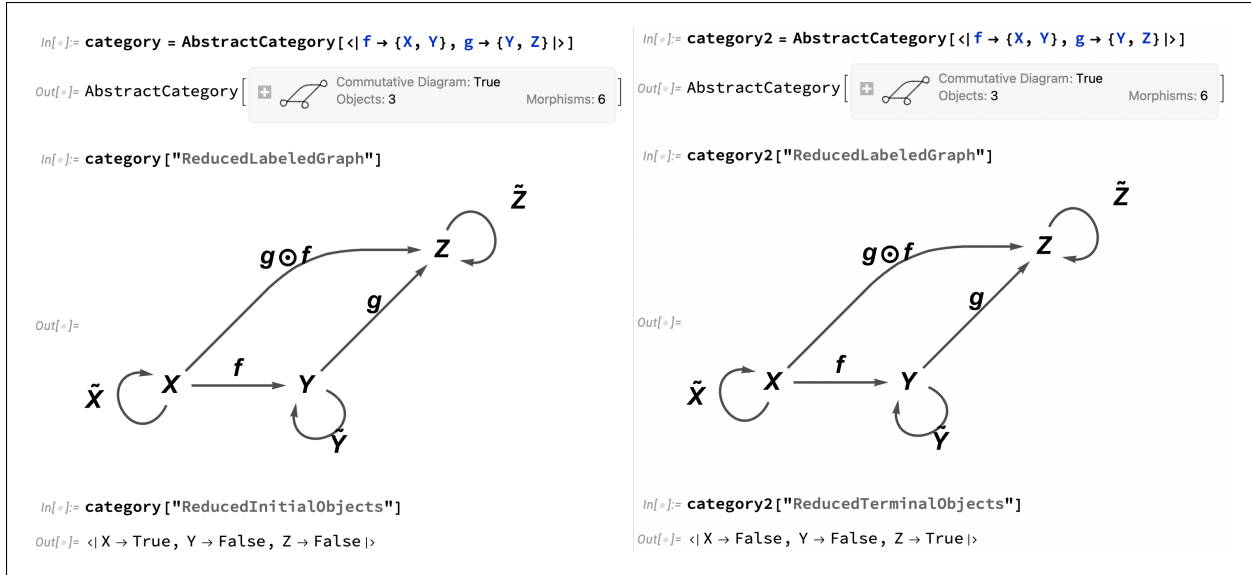 In[◦]:= category = AbstractCategory[<|f → {X, Y}, g → {Y, Z}|>]
Out[◦]= AbstractCategory[ Commutative Diagram: True
Objects: 3 Morphisms: 6 ]
In[◦]:= category["ReducedLabeledGraph"]
Z̃
g⊙f
Z
g
Out[◦]=
f
X̃
X
Y
Ỹ
In[◦]:= category["ReducedInitialObjects"]
Out[◦]= <|X → True, Y → False, Z → False|>
In[◦]:= category2 = AbstractCategory[<|f → {X, Y}, g → {Y, Z}|>]
Out[◦]= AbstractCategory[ Commutative Diagram: True
Objects: 3 Morphisms: 6 ]
In[◦]:= category2["ReducedLabeledGraph"]
Z̃
g⊙f
Z
g
Out[◦]=
f
X̃
X
Y
Ỹ
In[◦]:= category2["ReducedTerminalObjects"]
Out[◦]= <|X → False, Y → False, Z → True|>